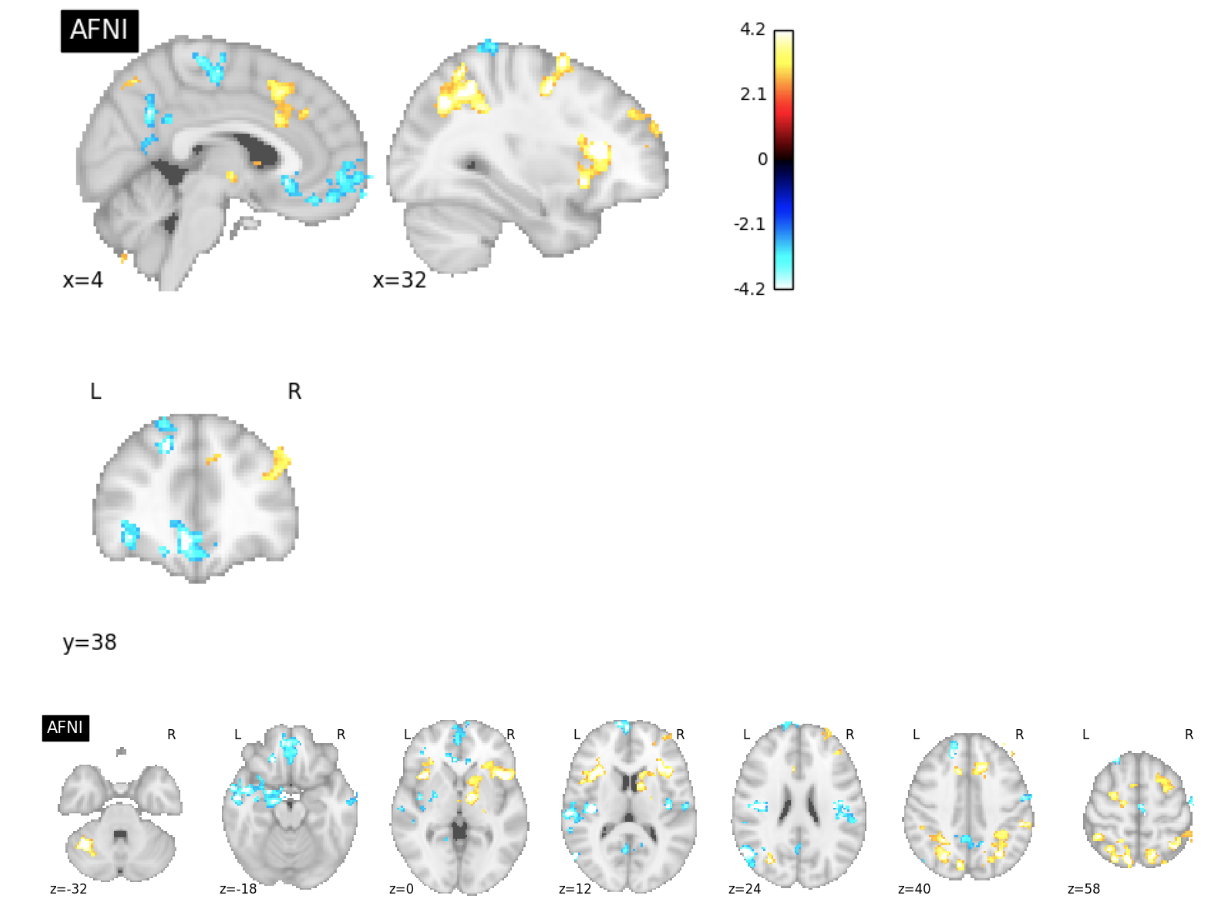 AFNI
4.2
2.1
0
-2.1
-4.2
x=4
x=32
L R
y=38
AFNI
R L R L R L R L R L R L R
z=-32 z=-18 z=0 z=12 z=24 z=40 z=58